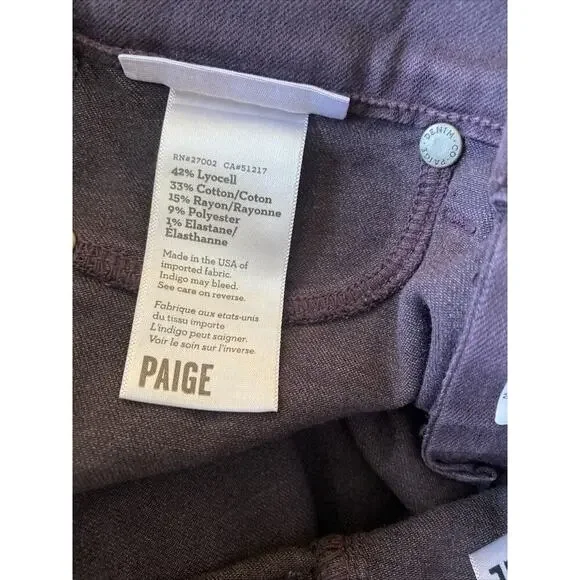 RN#27002 CA#51217
42% Lyocell
33% Cotton/Coton
15% Rayon/Rayonne
9% Polyester
1% Elastane/
Élasthanne
Made in the USA of
imported fabric.
Indigo may bleed.
See care on reverse.
Fabrique aux etats-unis
du tissu importe
L'indigo peut saigner.
Voir le soin sur l'inverse.
PAIGE
DENIM · CO · PAIGE ·